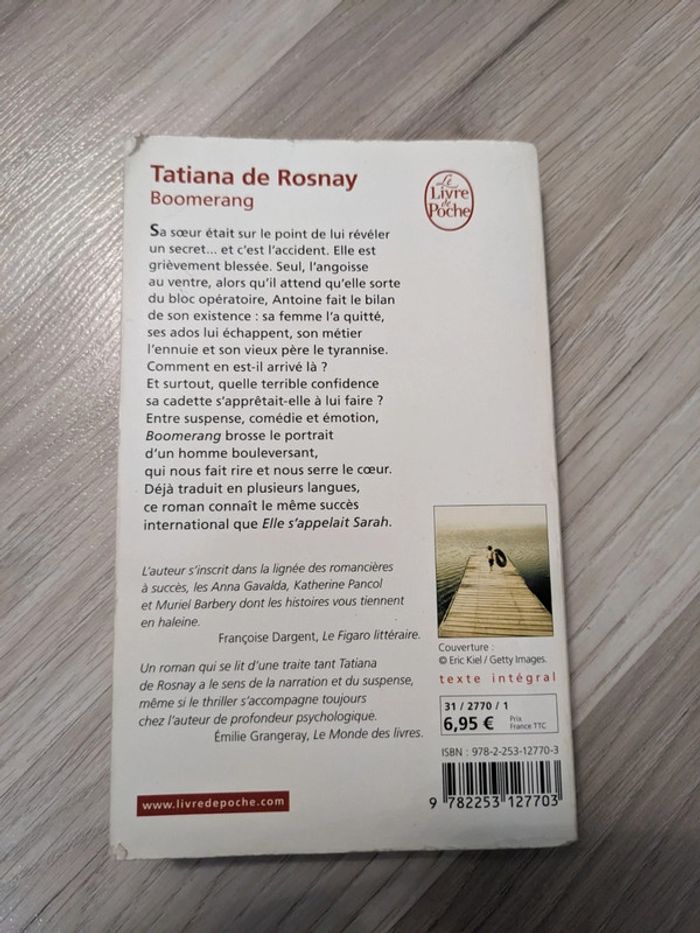 Tatiana de Rosnay
Boomerang
Le
Livre
de
Poche
Sa sœur était sur le point de lui révéler
un secret... et c'est l'accident. Elle est
grièvement blessée. Seul, l'angoisse
au ventre, alors qu'il attend qu'elle sorte
du bloc opératoire, Antoine fait le bilan
de son existence : sa femme l'a quitté,
ses ados lui échappent, son métier
l'ennuie et son vieux père le tyrannise.
Comment en est-il arrivé là ?
Et surtout, quelle terrible confidence
sa cadette s'apprêtait-elle à lui faire ?
Entre suspense, comédie et émotion,
Boomerang brosse le portrait
d'un homme bouleversant,
qui nous fait rire et nous serre le cœur.
Déjà traduit en plusieurs langues,
ce roman connaît le même succès
international que Elle s'appelait Sarah.
L'auteur s'inscrit dans la lignée des romancières
à succès, les Anna Gavalda, Katherine Pancol
et Muriel Barbery dont les histoires vous tiennent
en haleine.
Françoise Dargent, Le Figaro littéraire.
Un roman qui se lit d'une traite tant Tatiana
de Rosnay a le sens de la narration et du suspense,
même si le thriller s'accompagne toujours
chez l'auteur de profondeur psychologique.
Émilie Grangeray, Le Monde des livres.
www.livredepoche.com
Couverture :
© Eric Kiel / Getty Images.
texte intégral
31 / 2770 / 1
6,95 € Prix
France TTC
ISBN : 978-2-253-12770-3
9 782253 127703